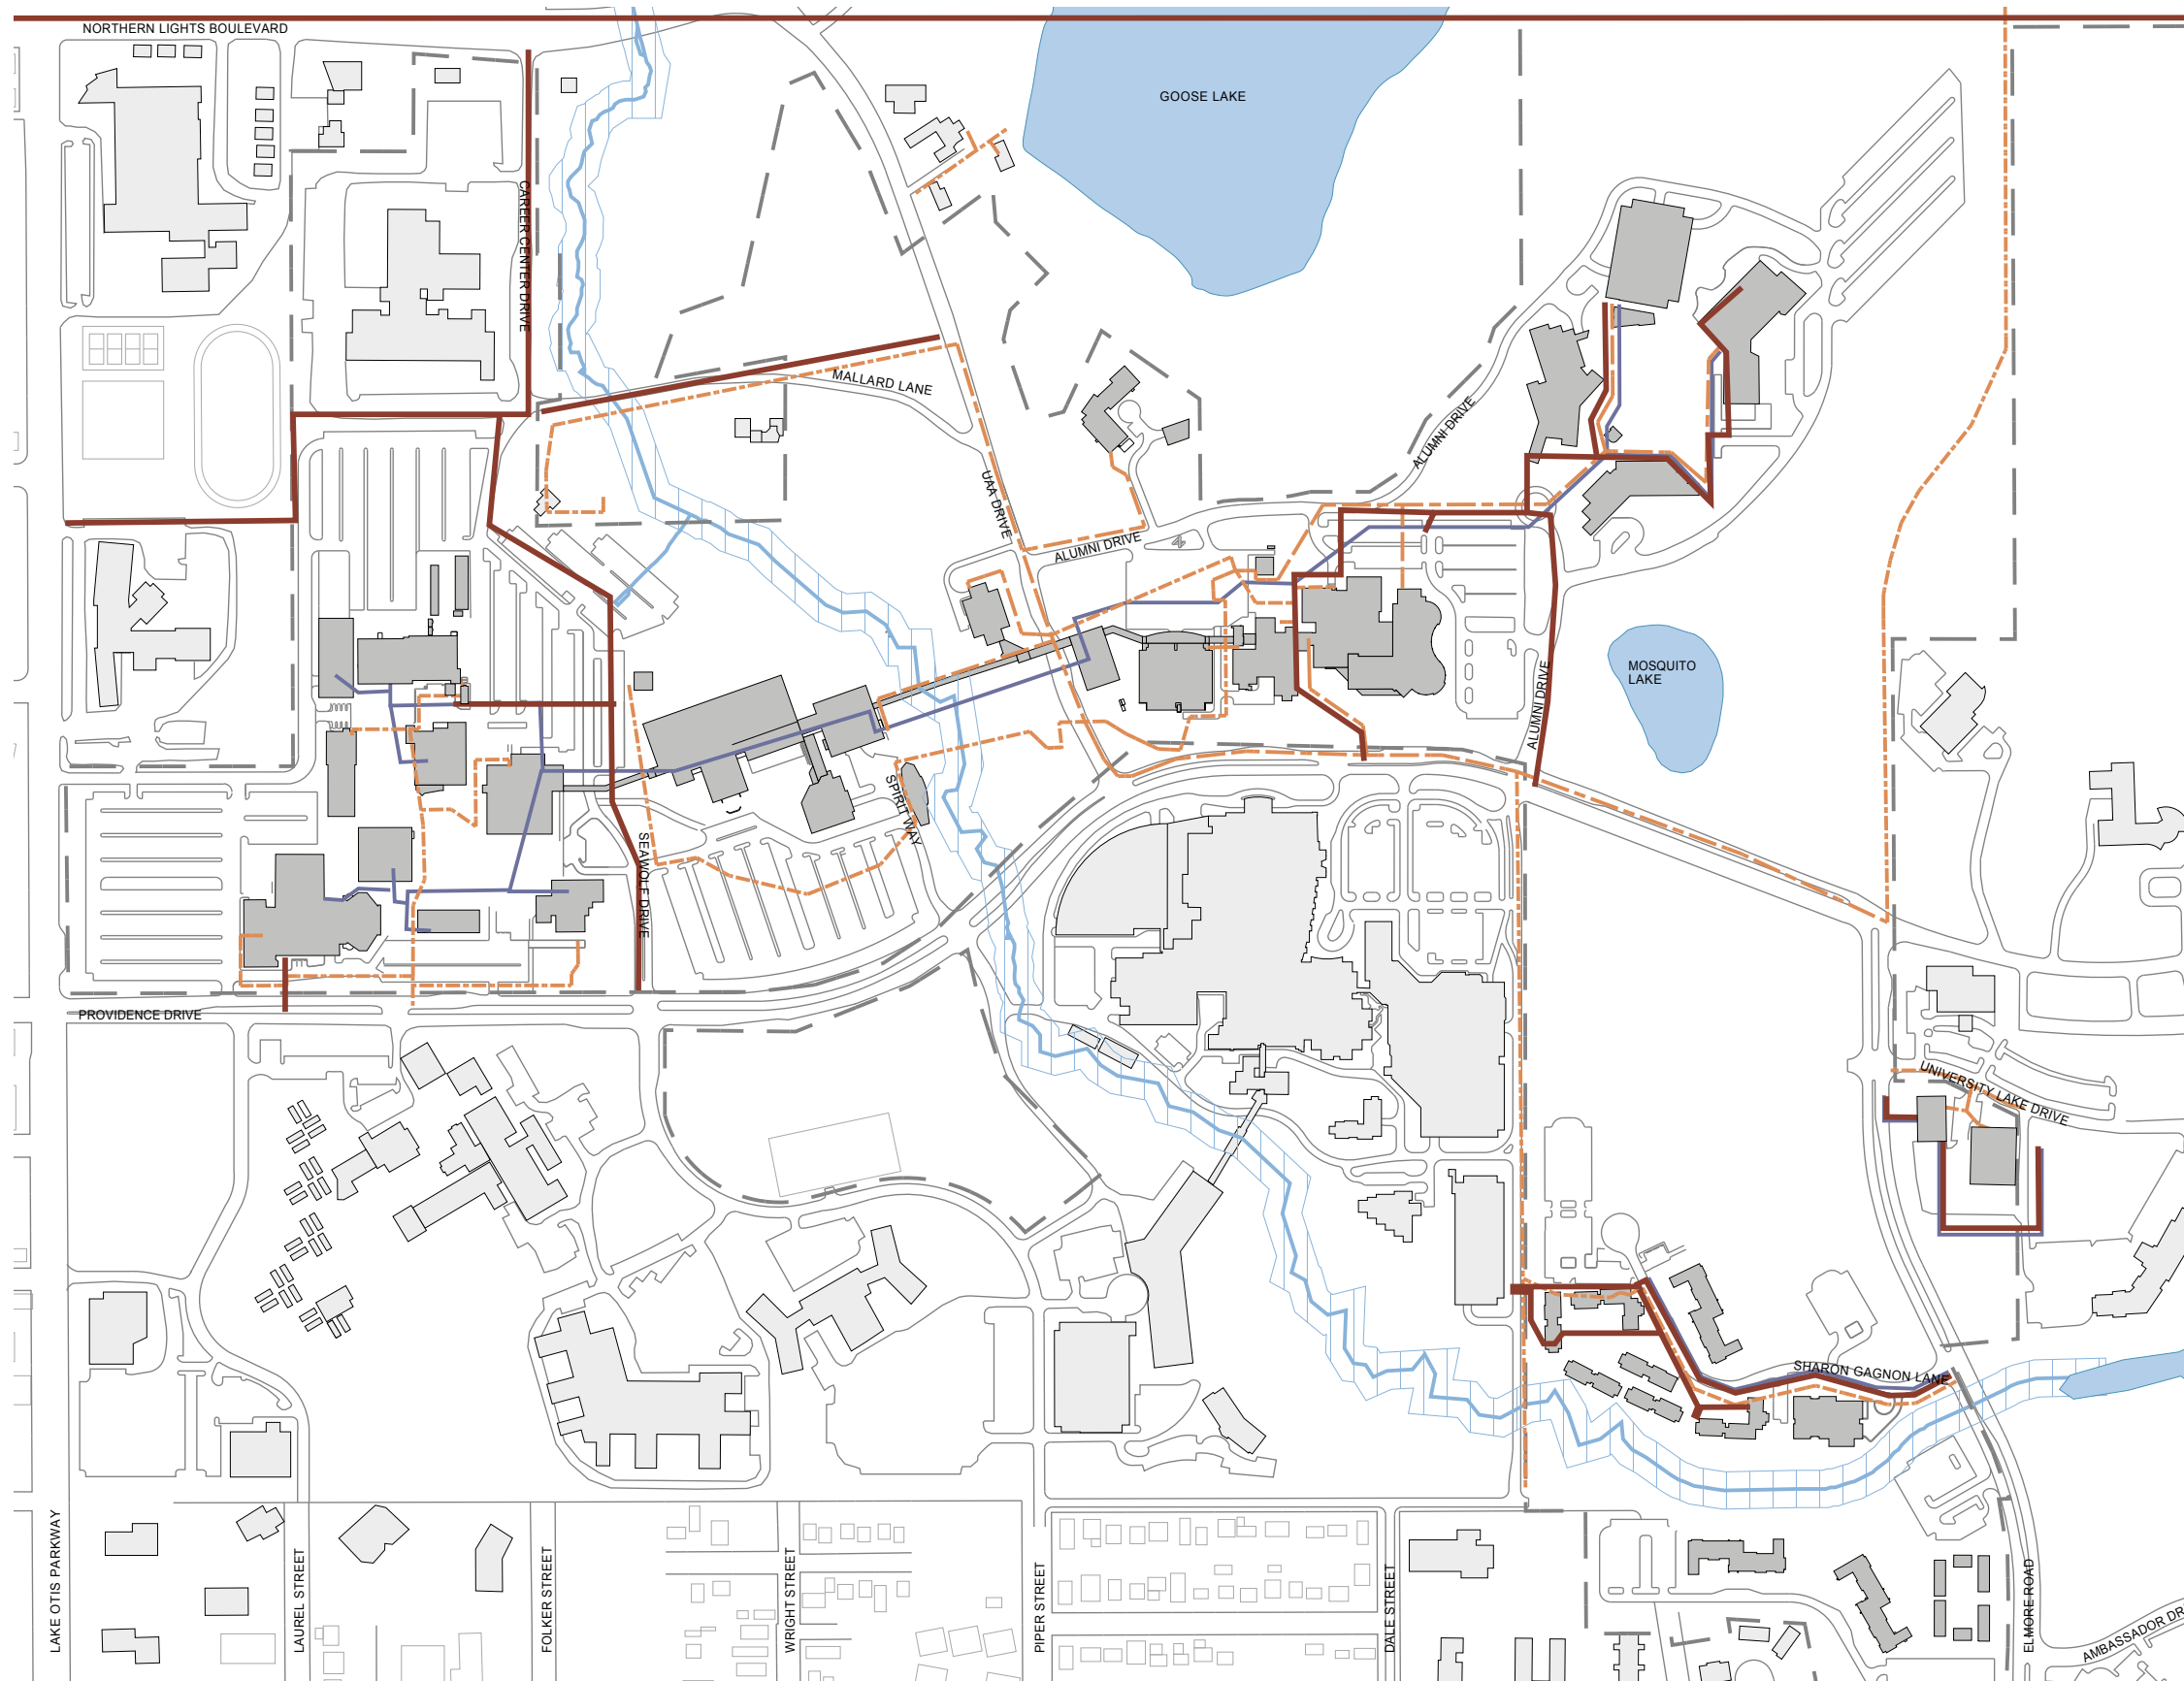 NORTHERN LIGHTS BOULEVARD
GOOSE LAKE
CAREER CENTER DRIVE
MALLARD LANE
ALUMNI DRIVE
UAA DRIVE
ALUMNI DRIVE
MOSQUITO
LAKE
ALUMNI DRIVE
SPIRIT WAY
SEAWOLF DRIVE
PROVIDENCE DRIVE
UNIVERSITY LAKE DRIVE
SHARON GAGNON LANE
LAKE OTIS PARKWAY
LAUREL STREET
FOLKER STREET
WRIGHT STREET
PIPER STREET
DALE STREET
ELMORE ROAD
AMBASSADOR DR